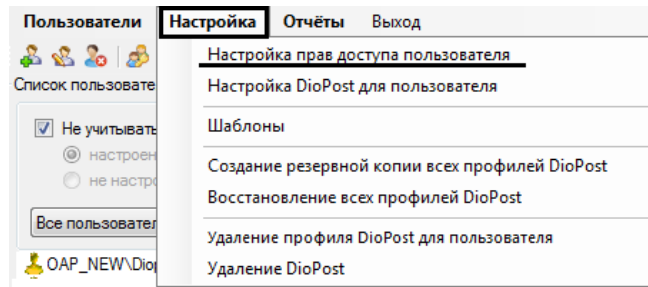 Пользователи Настройка Отчёты Выход
Настройка прав доступа пользователя
Список пользовате
Настройка DioPost для пользователя
Не учитывать
Шаблоны
настроен
Создание резервной копии всех профилей DioPost
не настро
Восстановление всех профилей DioPost
Все пользовател
Удаление профиля DioPost для пользователя
OAP_NEW\Diop
Удаление DioPost